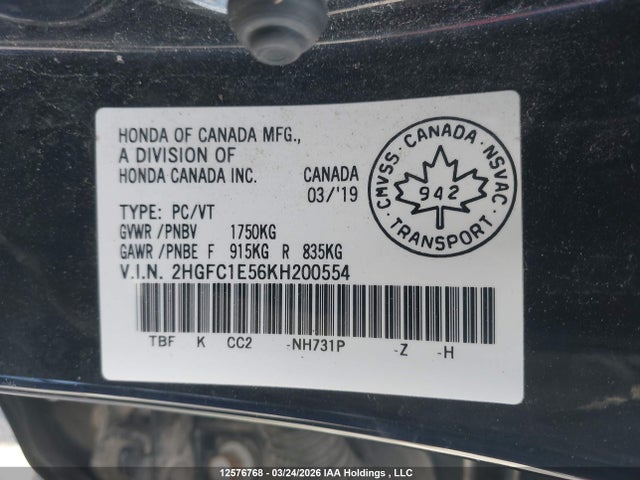 HONDA OF CANADA MFG.,
A DIVISION OF
HONDA CANADA INC.
CANADA
03/'19
TYPE: PC/VT
GVWR /PNBV 1750KG
GAWR /PNBE F 915KG R 835KG
V.I.N. 2HGFC1E56KH200554
TBF K CC2 -NH731P -Z -H
CMVSS · CANADA · NSVAC
942
· TRANSPORT ·
12576768 - 03/24/2026 IAA Holdings , LLC